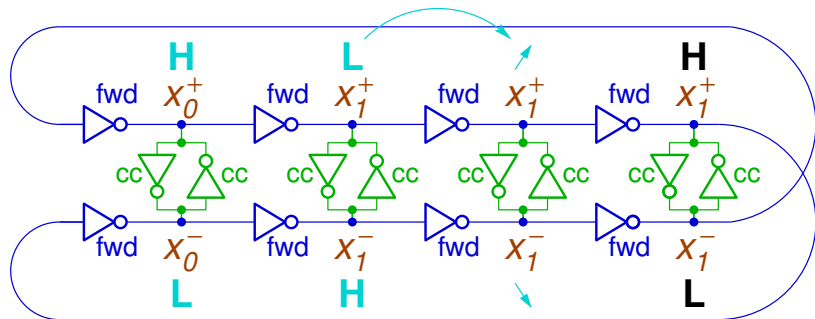 H L H
fwd x₀⁺ fwd x₁⁺ fwd x₁⁺ fwd x₁⁺
cc cc cc cc cc cc cc cc
fwd x₀⁻ fwd x₁⁻ fwd x₁⁻ fwd x₁⁻
L H L